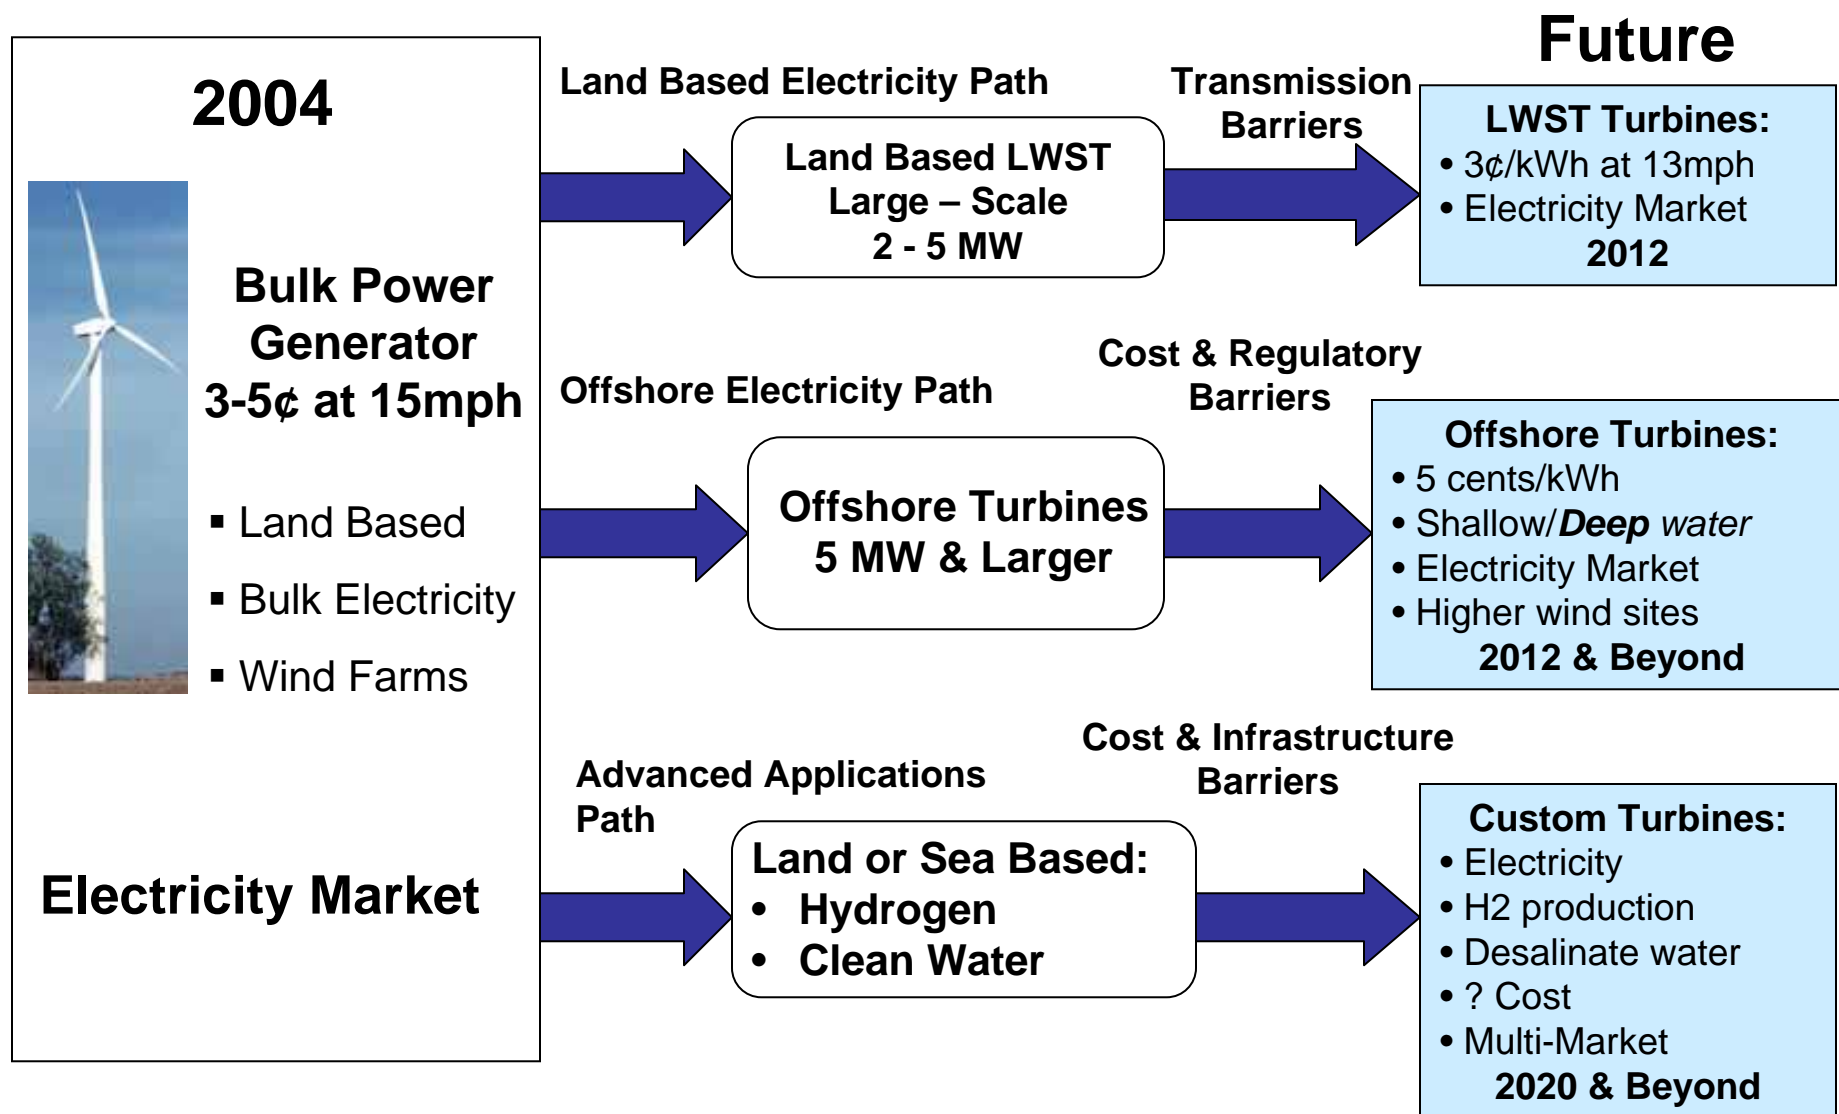 2004
Bulk Power
Generator
3-5¢ at 15mph
▪ Land Based
▪ Bulk Electricity
▪ Wind Farms
Electricity Market
Land Based Electricity Path
Land Based LWST
Large – Scale
2 - 5 MW
Transmission
Barriers
Future
LWST Turbines:
• 3¢/kWh at 13mph
• Electricity Market
2012
Offshore Electricity Path
Offshore Turbines
5 MW & Larger
Cost & Regulatory
Barriers
Offshore Turbines:
• 5 cents/kWh
• Shallow/Deep water
• Electricity Market
• Higher wind sites
2012 & Beyond
Advanced Applications
Path
Land or Sea Based:
• Hydrogen
• Clean Water
Cost & Infrastructure
Barriers
Custom Turbines:
• Electricity
• H2 production
• Desalinate water
• ? Cost
• Multi-Market
2020 & Beyond